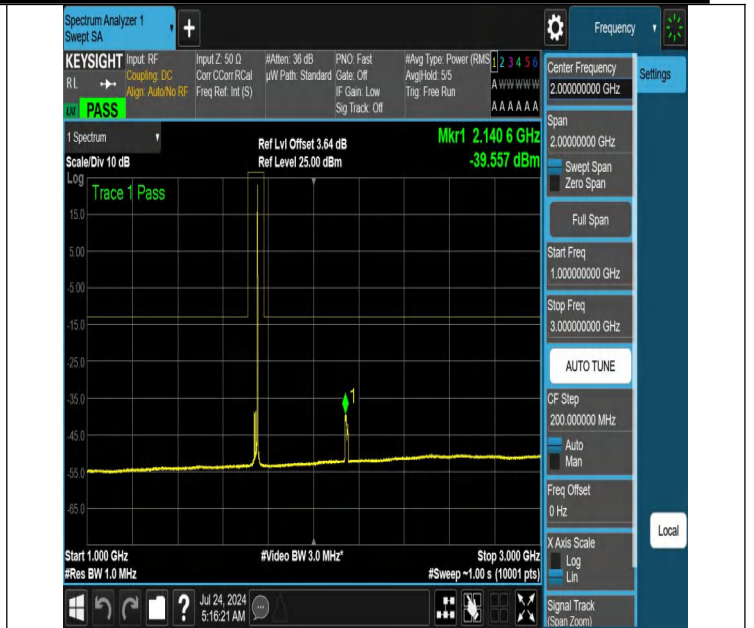 Spectrum Analyzer 1
Swept SA
+
Frequency
KEYSIGHT
RL
PASS
Input: RF
Coupling: DC
Align: Auto/No RF
Input Z: 50 Ω
Corr CCorr RCal
Freq Ref: Int (S)
#Atten: 36 dB
µW Path: Standard
PNO: Fast
Gate: Off
IF Gain: Low
Sig Track: Off
#Avg Type: Power (RMS
Avg|Hold: 5/5
Trig: Free Run
1 2 3 4 5 6
A W W W W W
A A A A A A
1 Spectrum
Scale/Div 10 dB
Log
Ref Lvl Offset 3.64 dB
Ref Level 25.00 dBm
Mkr1 2.140 6 GHz
-39.557 dBm
Trace 1 Pass
15.0
5.00
-5.00
-15.0
-25.0
-35.0
-45.0
-55.0
-65.0
1
Start 1.000 GHz
#Res BW 1.0 MHz
#Video BW 3.0 MHz*
Stop 3.000 GHz
#Sweep ~1.00 s (10001 pts)
?
Jul 24, 2024
5:16:21 AM
Center Frequency
2.000000000 GHz
Settings
Span
2.00000000 GHz
Swept Span
Zero Span
Full Span
Start Freq
1.000000000 GHz
Stop Freq
3.000000000 GHz
AUTO TUNE
CF Step
200.000000 MHz
Auto
Man
Freq Offset
0 Hz
X Axis Scale
Log
Lin
Signal Track
(Span Zoom)
Local